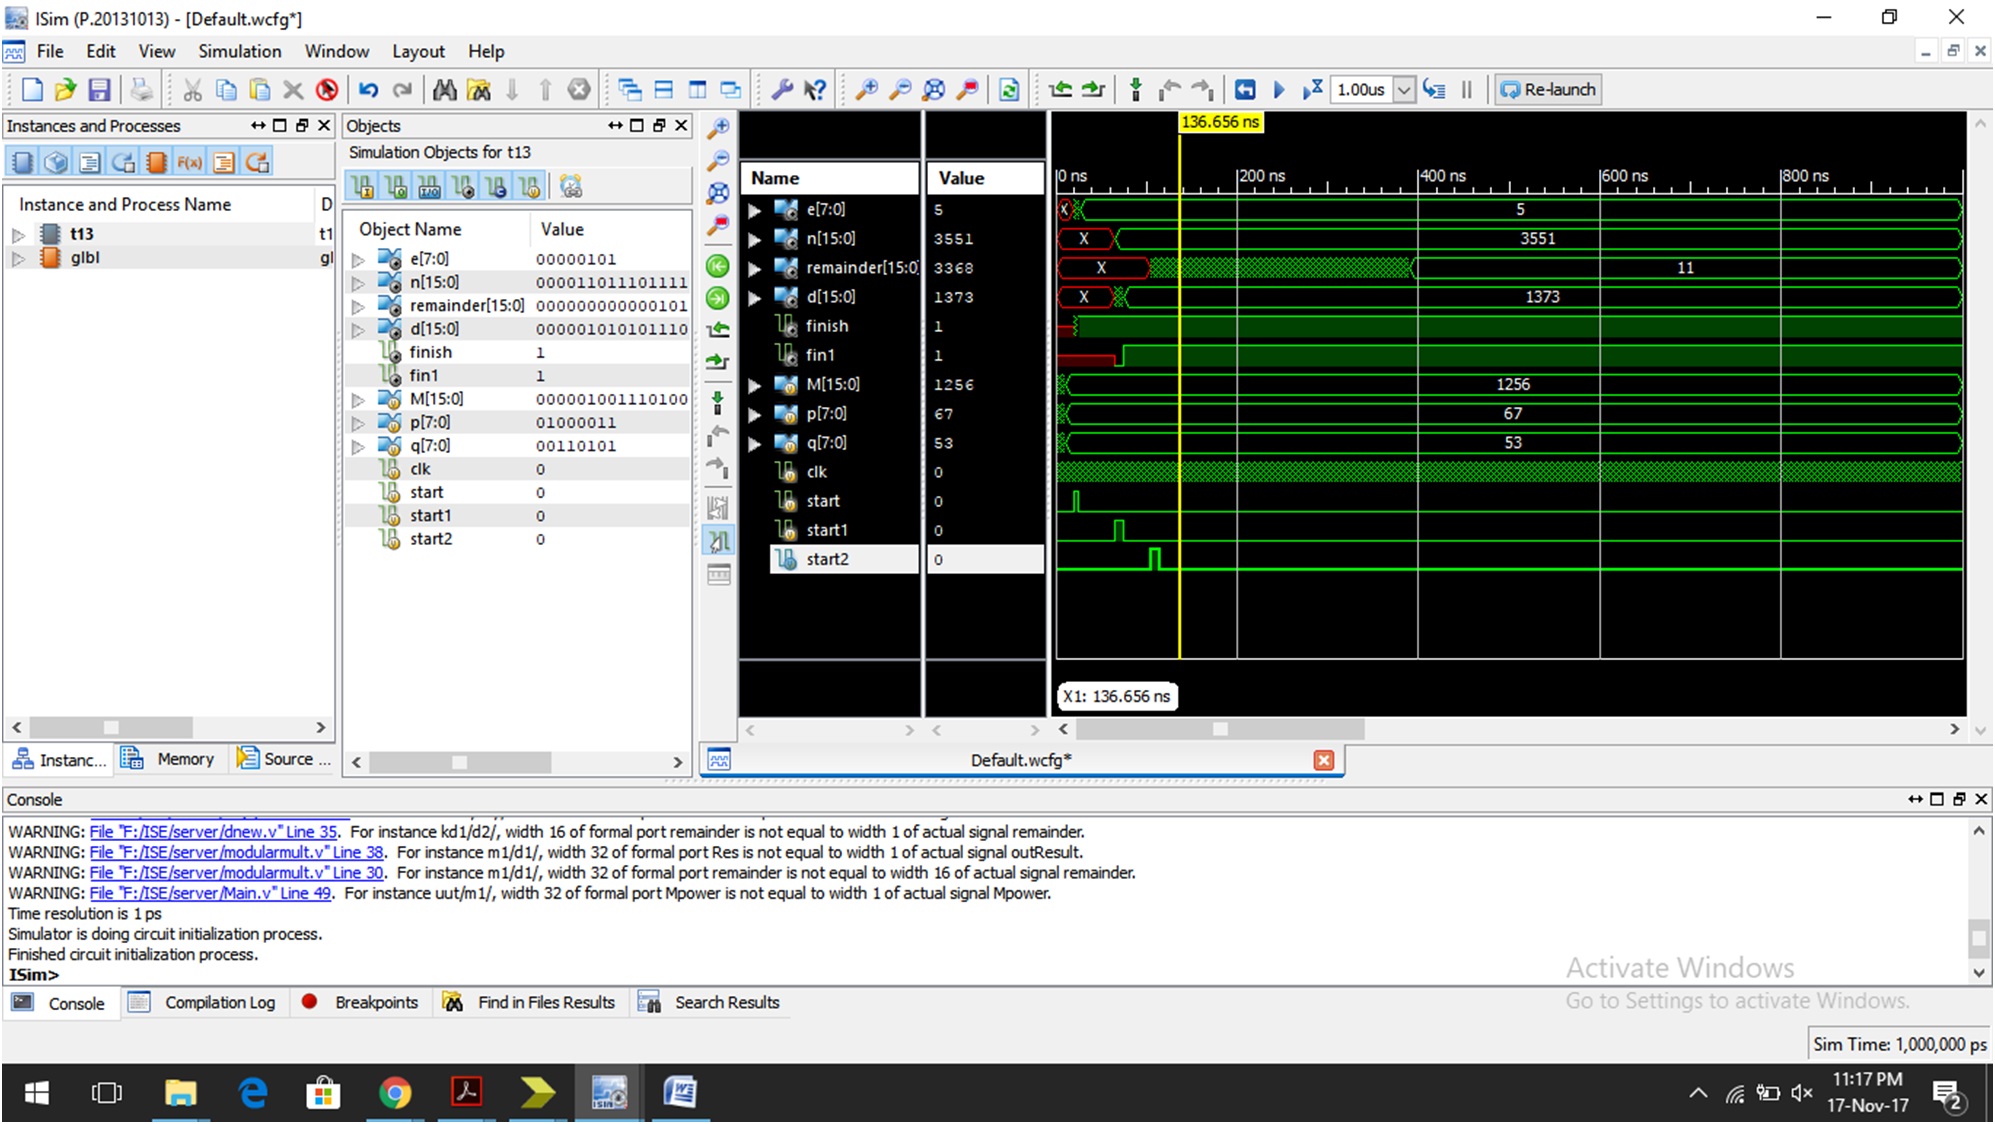 ISim (P.20131013) - [Default.wcfg*]
File Edit View Simulation Window Layout Help
1.00us Re-launch
Instances and Processes
Instance and Process Name D
t13 t1
glbl gl
Instanc... Memory Source ...
Objects
Simulation Objects for t13
Object Name Value
e[7:0] 00000101
n[15:0] 000011011101111
remainder[15:0] 000000000000101
d[15:0] 000001010101110
finish 1
fin1 1
M[15:0] 000001001110100
p[7:0] 01000011
q[7:0] 00110101
clk 0
start 0
start1 0
start2 0
136.656 ns
Name Value 0 ns 200 ns 400 ns 600 ns 800 ns
e[7:0] 5 X 5
n[15:0] 3551 X 3551
remainder[15:0 3368 X 11
d[15:0] 1373 X 1373
finish 1
fin1 1
M[15:0] 1256 1256
p[7:0] 67 67
q[7:0] 53 53
clk 0
start 0
start1 0
start2 0
X1: 136.656 ns
Default.wcfg*
Console
WARNING: File "F:/ISE/server/dnew.v" Line 35. For instance kd1/d2/, width 16 of formal port remainder is not equal to width 1 of actual signal remainder.
WARNING: File "F:/ISE/server/modularmult.v" Line 38. For instance m1/d1/, width 32 of formal port Res is not equal to width 1 of actual signal outResult.
WARNING: File "F:/ISE/server/modularmult.v" Line 30. For instance m1/d1/, width 32 of formal port remainder is not equal to width 16 of actual signal remainder.
WARNING: File "F:/ISE/server/Main.v" Line 49. For instance uut/m1/, width 32 of formal port Mpower is not equal to width 1 of actual signal Mpower.
Time resolution is 1 ps
Simulator is doing circuit initialization process.
Finished circuit initialization process.
ISim>
Activate Windows
Go to Settings to activate Windows.
Console Compilation Log Breakpoints Find in Files Results Search Results
Sim Time: 1,000,000 ps
11:17 PM
17-Nov-17
2